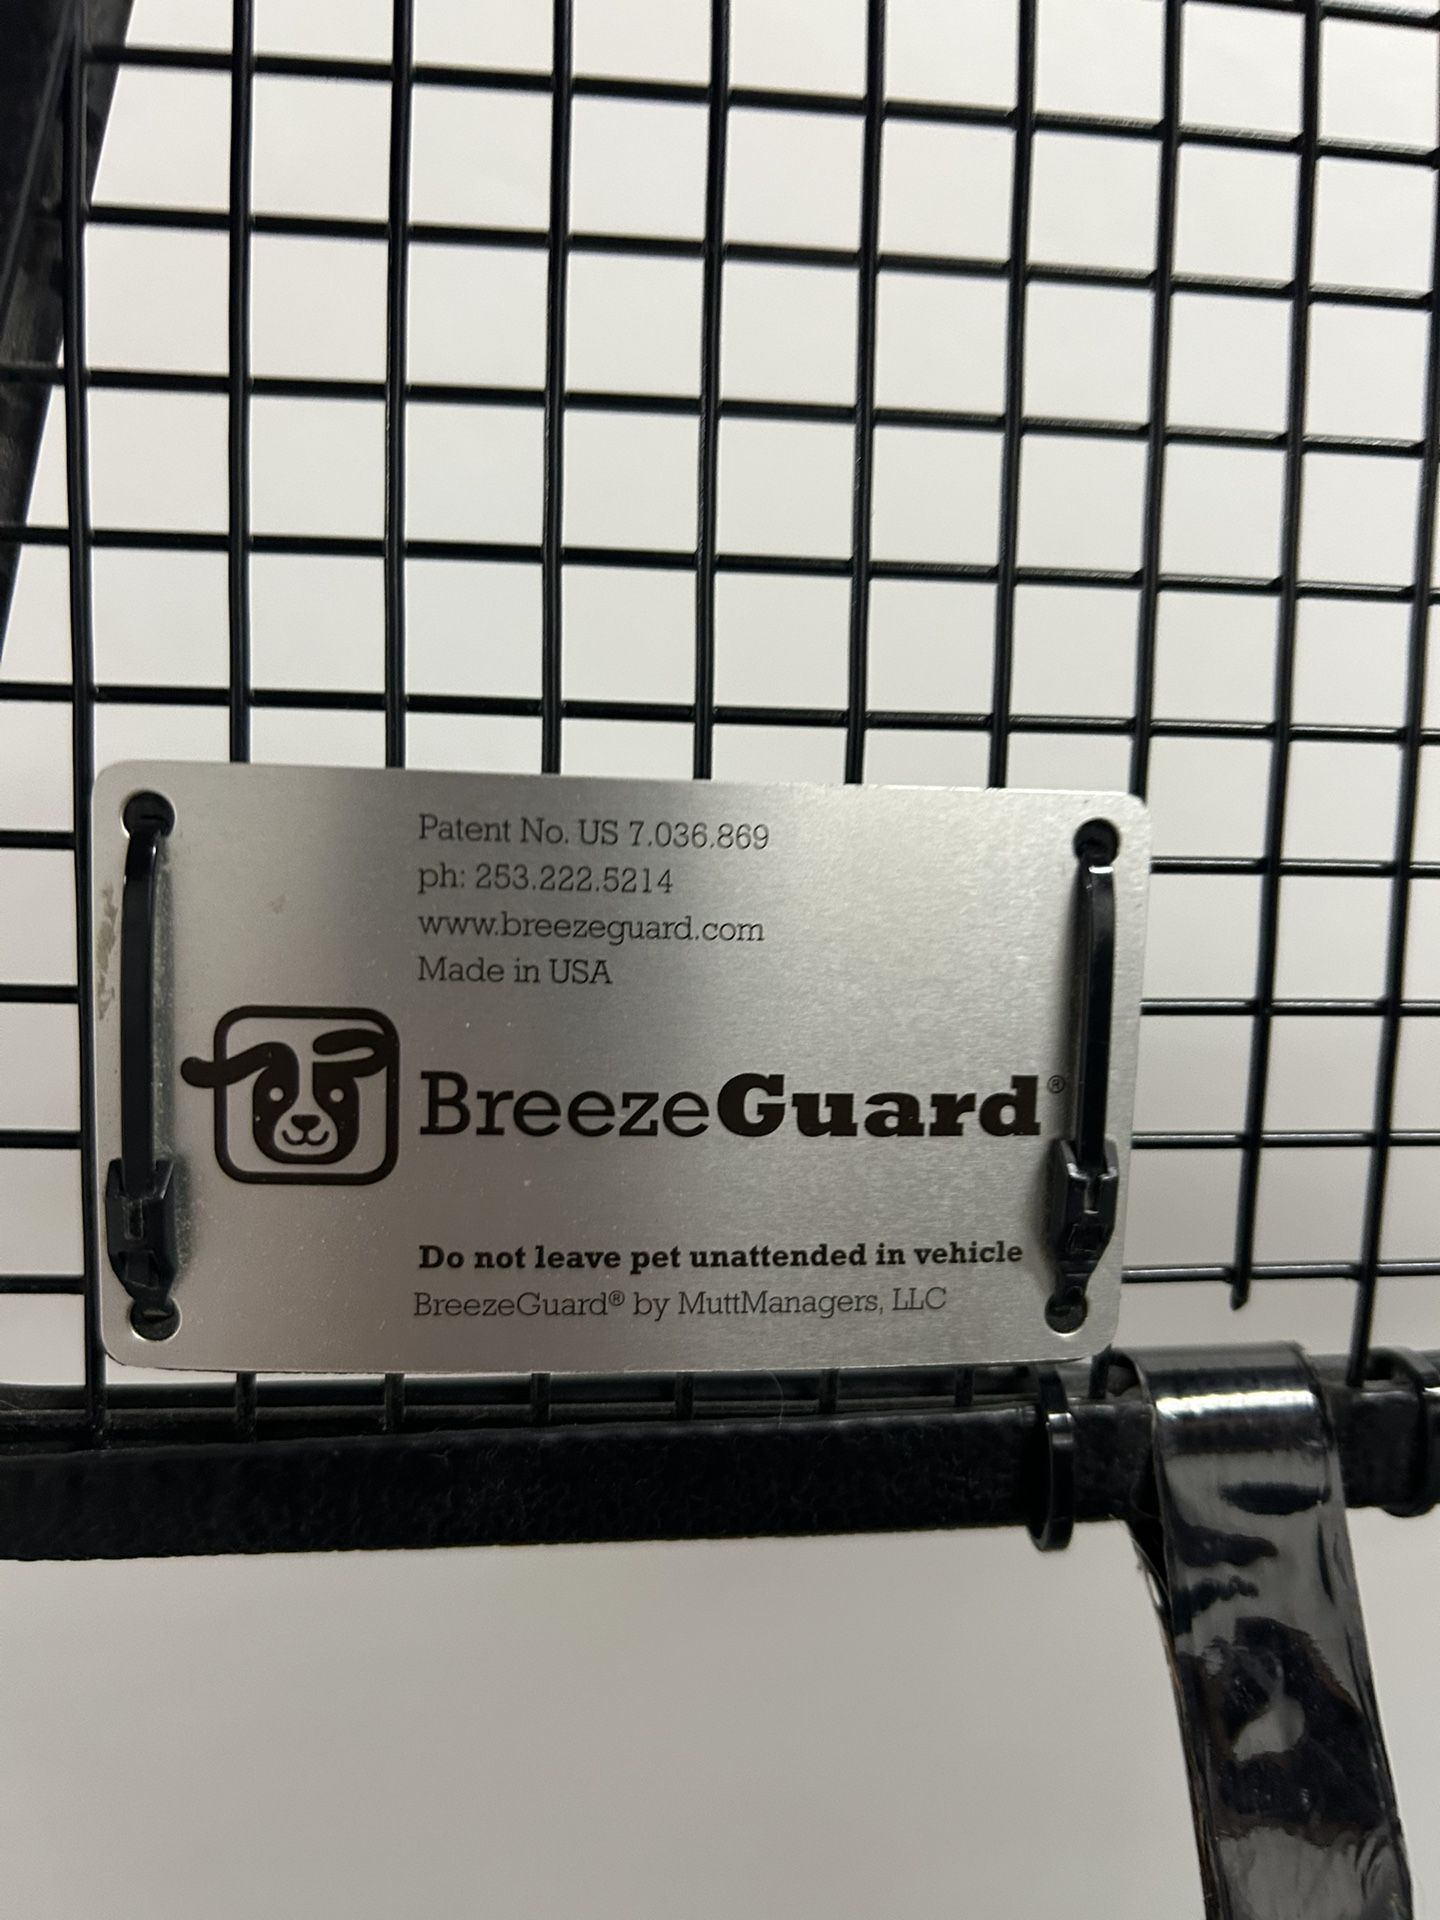 Patent No. US 7.036.869
ph: 253.222.5214
www.breezeguard.com
Made in USA
BreezeGuard®
Do not leave pet unattended in vehicle
BreezeGuard® by MuttManagers, LLC